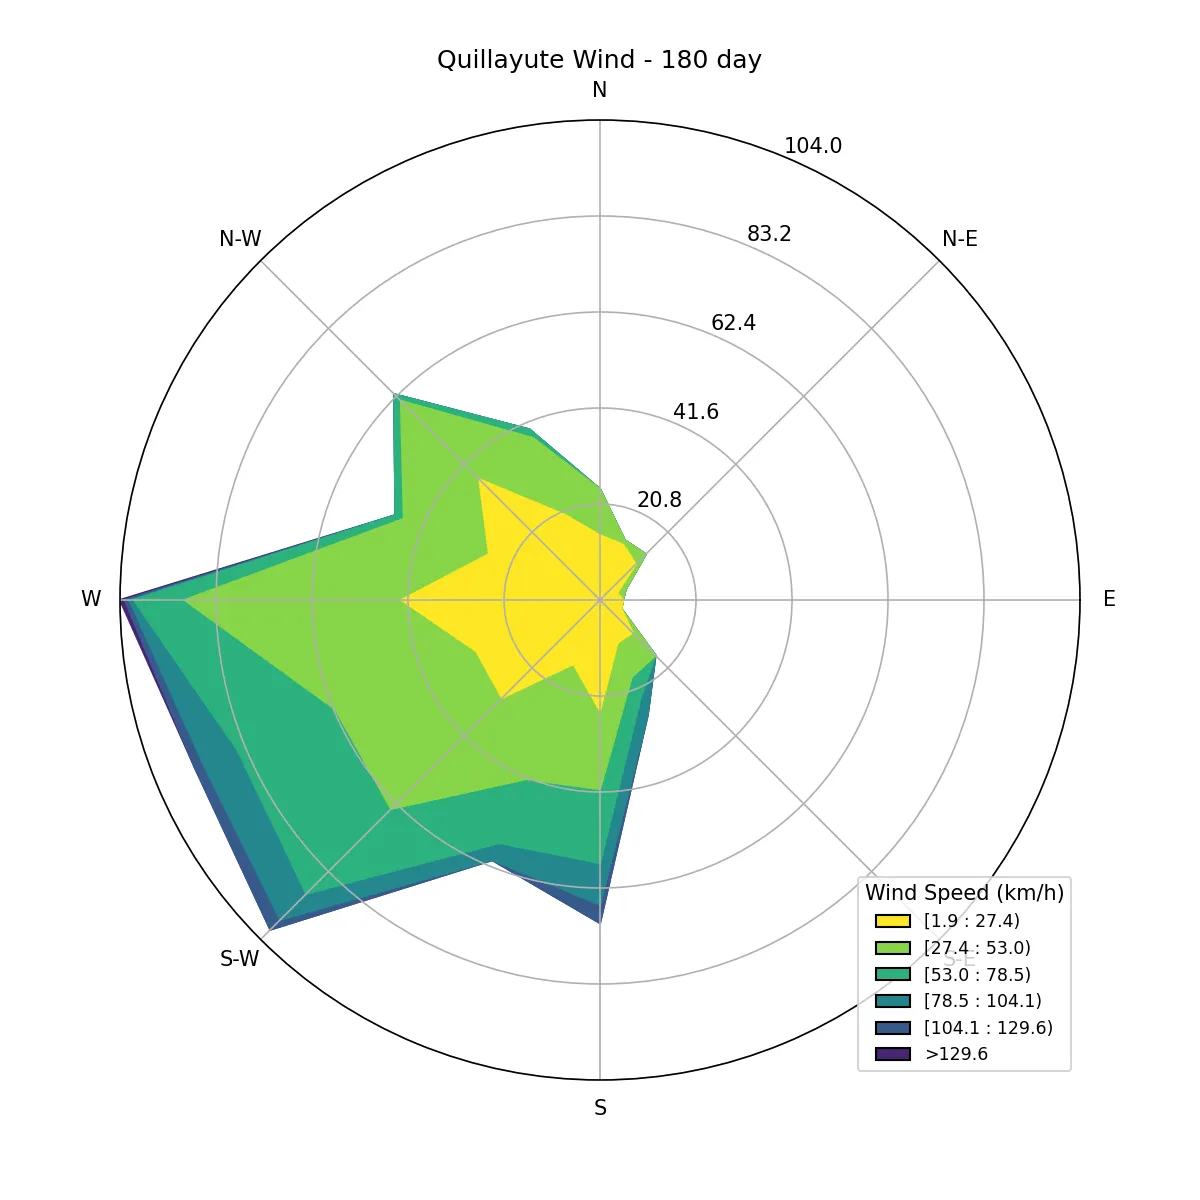 Quillayute Wind - 180 day
N
104.0
83.2
N-W
N-E
62.4
41.6
20.8
W
E
S-W
S-E
Wind Speed (km/h)
[1.9 : 27.4)
[27.4 : 53.0)
[53.0 : 78.5)
[78.5 : 104.1)
[104.1 : 129.6)
>129.6
S